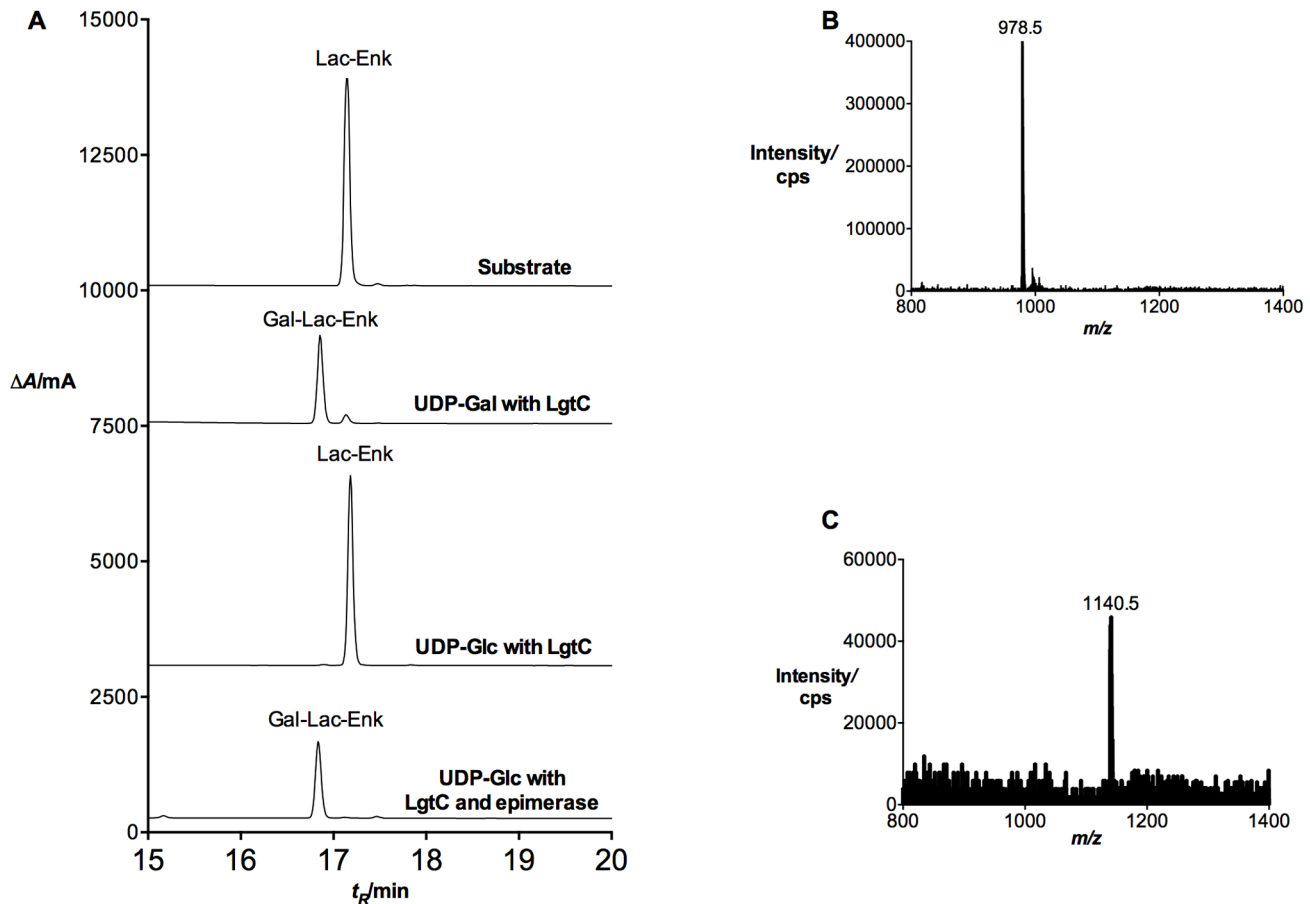 A
15000
12500
10000
7500
5000
2500
0
ΔA/mA
Lac-Enk
Substrate
Gal-Lac-Enk
UDP-Gal with LgtC
Lac-Enk
UDP-Glc with LgtC
Gal-Lac-Enk
UDP-Glc with
LgtC and epimerase
15 16 17 18 19 20
tR/min
B
978.5
400000
300000
200000
100000
0
Intensity/
cps
800 1000 1200 1400
m/z
C
1140.5
60000
40000
20000
0
Intensity/
cps
800 1000 1200 1400
m/z